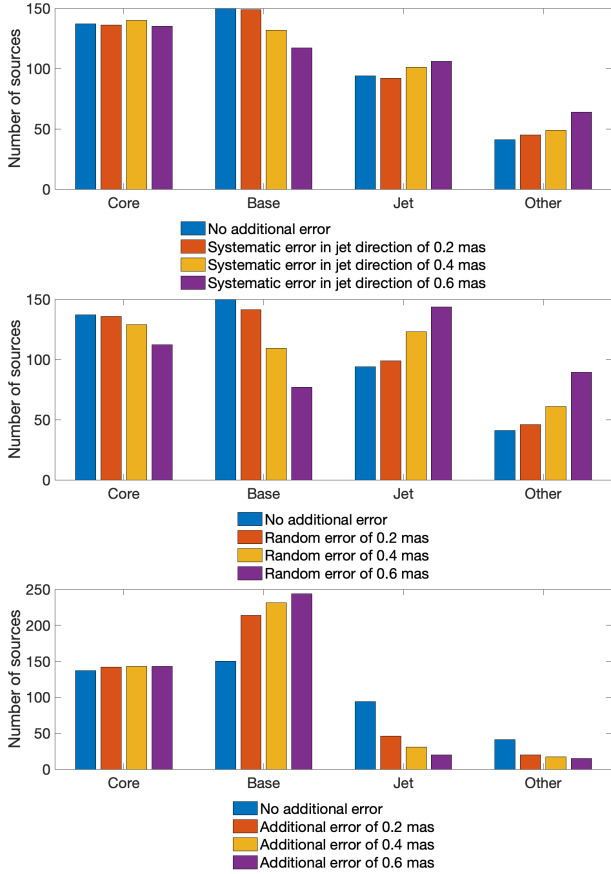 150
100
50
0
Number of sources
Core Base Jet Other
No additional error
Systematic error in jet direction of 0.2 mas
Systematic error in jet direction of 0.4 mas
Systematic error in jet direction of 0.6 mas
150
100
50
0
Number of sources
Core Base Jet Other
No additional error
Random error of 0.2 mas
Random error of 0.4 mas
Random error of 0.6 mas
250
200
150
100
50
0
Number of sources
Core Base Jet Other
No additional error
Additional error of 0.2 mas
Additional error of 0.4 mas
Additional error of 0.6 mas